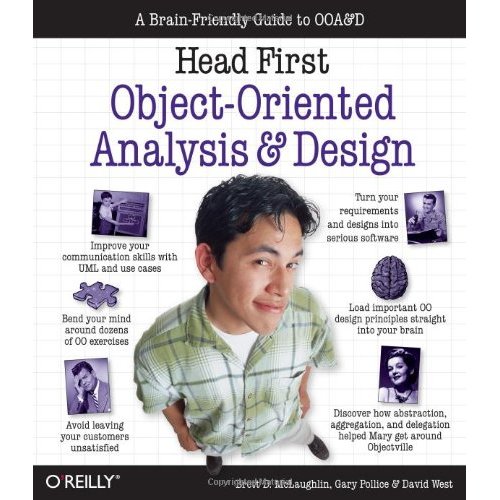 A Brain-Friendly Guide to OOA&D
Head First
Object-Oriented
Analysis & Design
Improve your
communication skills with
UML and use cases
Bend your mind
around dozens
of OO exercises
Avoid leaving
your customers
unsatisfied
Turn your
requirements
and designs into
serious software
Load important OO
design principles straight
into your brain
Discover how abstraction,
aggregation, and delegation
helped Mary get around
Objectville
O'REILLY®
Brett D. McLaughlin, Gary Pollice & David West